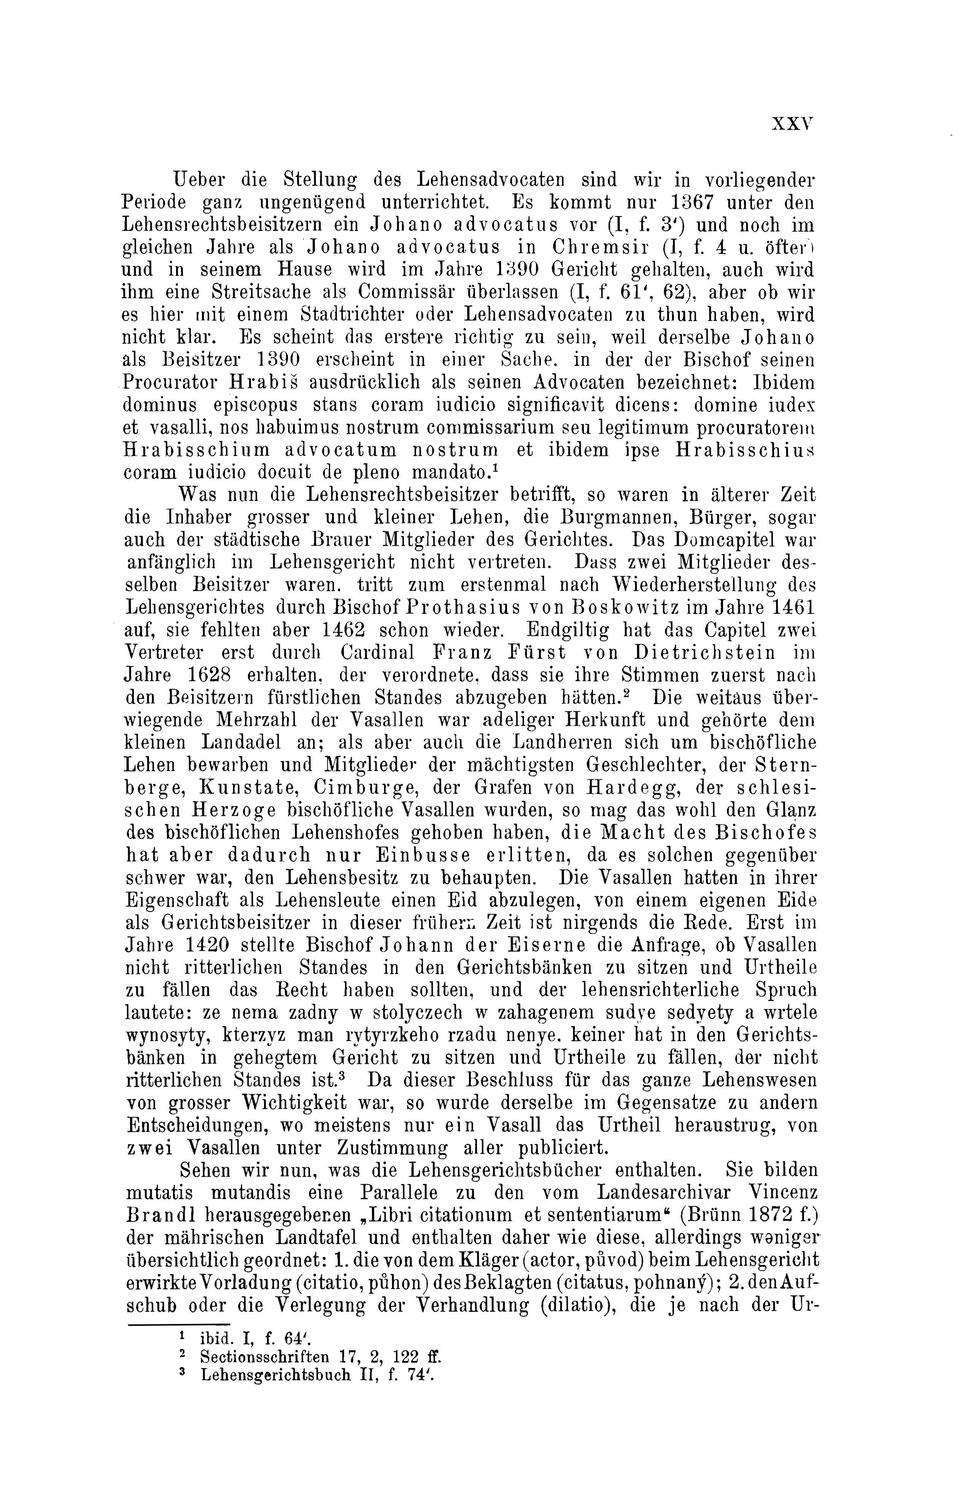 XXV
Ueber die Stellung des Lehensadvocaten sind wir in vorliegender
Periode ganz ungenügend unterrichtet. Es kommt nur 1367 unter den
Lehensrechtsbeisitzern ein Johano advocatus vor (I, f. 3') und noch im
gleichen Jahre als Johano advocatus in Chremsir (I, f. 4 u. öfter)
und in seinem Hause wird im Jahre 1390 Gericht gehalten, auch wird
ihm eine Streitsache als Commissär überlassen (I, f. 61', 62), aber ob wir
es hier mit einem Stadtrichter oder Lehensadvocaten zu thun haben, wird
nicht klar. Es scheint das erstere richtig zu sein, weil derselbe Johano
als Beisitzer 1390 erscheint in einer Sache, in der der Bischof seinen
Procurator Hrabiš ausdrücklich als seinen Advocaten bezeichnet: Ibidem
dominus episcopus stans coram iudicio significavit dicens: domine iudex
et vasalli, nos habuimus nostrum commissarium seu legitimum procuratorem
Hrabisschium advocatum nostrum et ibidem ipse Hrabisschius
coram iudicio docuit de pleno mandato.¹
Was nun die Lehensrechtsbeisitzer betrifft, so waren in älterer Zeit
die Inhaber grosser und kleiner Lehen, die Burgmannen, Bürger, sogar
auch der städtische Brauer Mitglieder des Gerichtes. Das Domcapitel war
anfänglich im Lehensgericht nicht vertreten. Dass zwei Mitglieder des-
selben Beisitzer waren, tritt zum erstenmal nach Wiederherstellung des
Lehensgerichtes durch Bischof Prothasius von Boskowitz im Jahre 1461
auf, sie fehlten aber 1462 schon wieder. Endgiltig hat das Capitel zwei
Vertreter erst durch Cardinal Franz Fürst von Dietrichstein im
Jahre 1628 erhalten, der verordnete, dass sie ihre Stimmen zuerst nach
den Beisitzern fürstlichen Standes abzugeben hätten.² Die weitaus über-
wiegende Mehrzahl der Vasallen war adeliger Herkunft und gehörte dem
kleinen Landadel an; als aber auch die Landherren sich um bischöfliche
Lehen bewarben und Mitglieder der mächtigsten Geschlechter, der Stern-
berge, Kunstate, Cimburge, der Grafen von Hardegg, der schlesi-
schen Herzoge bischöfliche Vasallen wurden, so mag das wohl den Glanz
des bischöflichen Lehenshofes gehoben haben, die Macht des Bischofes
hat aber dadurch nur Einbusse erlitten, da es solchen gegenüber
schwer war, den Lehensbesitz zu behaupten. Die Vasallen hatten in ihrer
Eigenschaft als Lehensleute einen Eid abzulegen, von einem eigenen Eide
als Gerichtsbeisitzer in dieser frühern Zeit ist nirgends die Rede. Erst im
Jahre 1420 stellte Bischof Johann der Eiserne die Anfrage, ob Vasallen
nicht ritterlichen Standes in den Gerichtsbänken zu sitzen und Urtheile
zu fällen das Recht haben sollten, und der lehensrichterliche Spruch
lautete: ze nema zadny w stolyczech w zahagenem sudye sedyety a wrtele
wynosyty, kterzyz man rytyrzkeho rzadu nenye, keiner hat in den Gerichts-
bänken in gehegtem Gericht zu sitzen und Urtheile zu fällen, der nicht
ritterlichen Standes ist.³ Da dieser Beschluss für das ganze Lehenswesen
von grosser Wichtigkeit war, so wurde derselbe im Gegensatze zu andern
Entscheidungen, wo meistens nur ein Vasall das Urtheil heraustrug, von
zwei Vasallen unter Zustimmung aller publiciert.
Sehen wir nun, was die Lehensgerichtsbücher enthalten. Sie bilden
mutatis mutandis eine Parallele zu den vom Landesarchivar Vincenz
Brandl herausgegebenen „Libri citationum et sententiarum“ (Brünn 1872 f.)
der mährischen Landtafel und enthalten daher wie diese, allerdings weniger
übersichtlich geordnet: 1. die von dem Kläger (actor, původ) beim Lehensgericht
erwirkte Vorladung (citatio, půhon) des Beklagten (citatus, pohnaný); 2. den Auf-
schub oder die Verlegung der Verhandlung (dilatio), die je nach der Ur-
¹ ibid. I, f. 64'.
² Sectionsschriften 17, 2, 122 ff.
³ Lehensgerichtsbuch II, f. 74'.